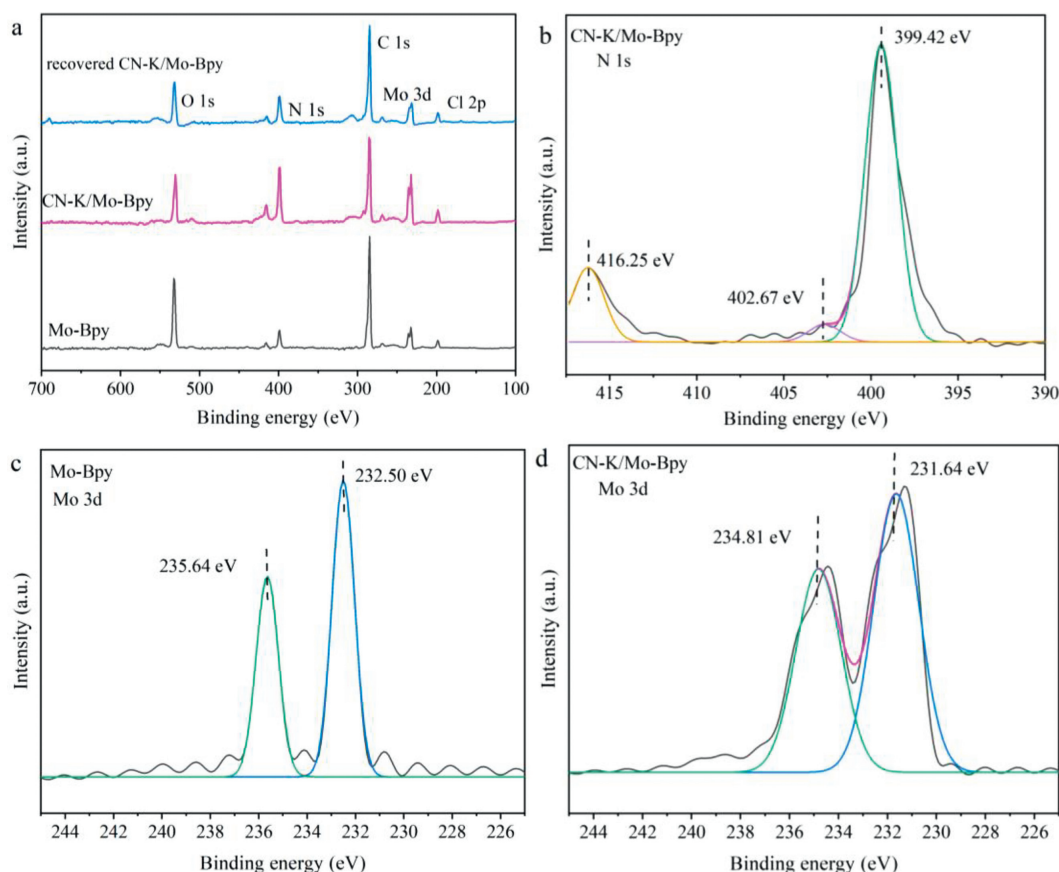 a
C 1s
recovered CN-K/Mo-Bpy
O 1s
N 1s
Mo 3d
Cl 2p
CN-K/Mo-Bpy
Mo-Bpy
Intensity (a.u.)
700 600 500 400 300 200 100
Binding energy (eV)
b
CN-K/Mo-Bpy
N 1s
399.42 eV
416.25 eV
402.67 eV
Intensity (a.u.)
415 410 405 400 395 390
Binding energy (eV)
c
Mo-Bpy
Mo 3d
232.50 eV
235.64 eV
Intensity (a.u.)
244 242 240 238 236 234 232 230 228 226
Binding energy (eV)
d
CN-K/Mo-Bpy
Mo 3d
231.64 eV
234.81 eV
Intensity (a.u.)
244 242 240 238 236 234 232 230 228 226
Binding energy (eV)